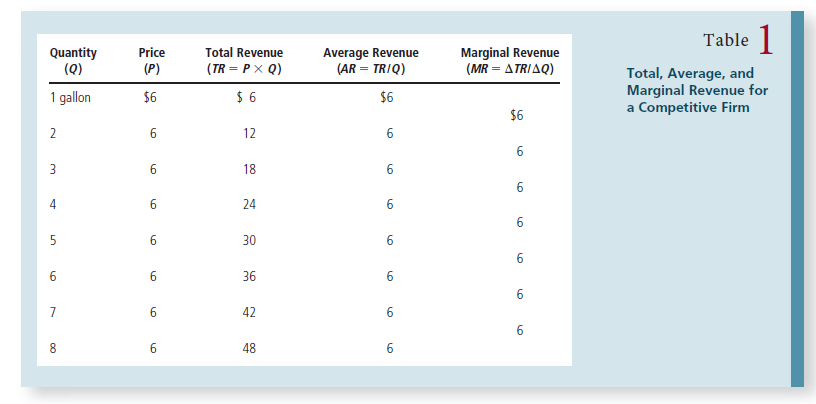 Table 1
Total, Average, and
Marginal Revenue for
a Competitive Firm
Quantity Price Total Revenue Average Revenue Marginal Revenue
(Q) (P) (TR = P × Q) (AR = TR/Q) (MR = ΔTR/ΔQ)
1 gallon $6 $ 6 $6
$6
2 6 12 6
6
3 6 18 6
6
4 6 24 6
6
5 6 30 6
6
6 6 36 6
6
7 6 42 6
6
8 6 48 6